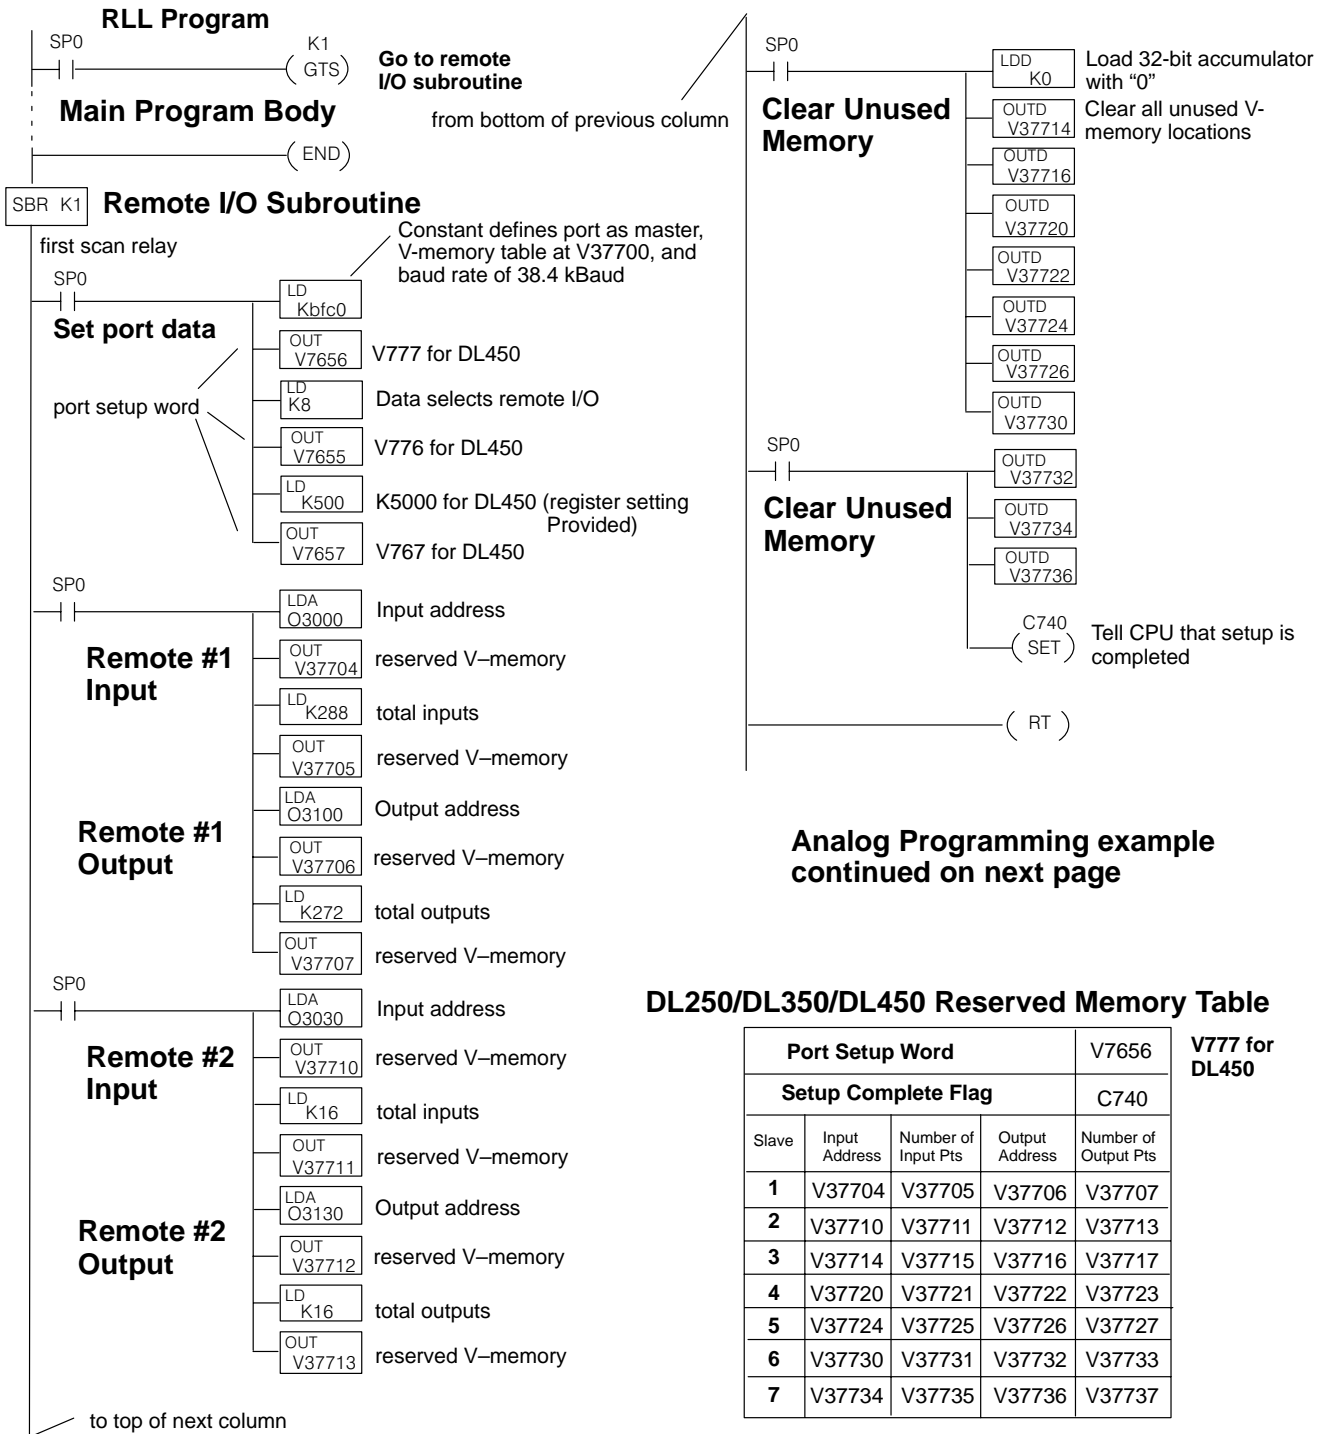 RLL Program
SP0
K1
GTS
Go to remote
I/O subroutine
Main Program Body
END
SBR K1
Remote I/O Subroutine
first scan relay
Constant defines port as master,
V-memory table at V37700, and
baud rate of 38.4 kBaud
SP0
LD
Kbfc0
Set port data
OUT
V7656
V777 for DL450
port setup word
LD
K8
Data selects remote I/O
OUT
V7655
V776 for DL450
LD
K500
K5000 for DL450 (register setting
Provided)
OUT
V7657
V767 for DL450
SP0
LDA
O3000
Input address
Remote #1
Input
OUT
V37704
reserved V–memory
LD
K288
total inputs
OUT
V37705
reserved V–memory
Remote #1
Output
LDA
O3100
Output address
OUT
V37706
reserved V–memory
LD
K272
total outputs
OUT
V37707
reserved V–memory
SP0
LDA
O3030
Input address
Remote #2
Input
OUT
V37710
reserved V–memory
LD
K16
total inputs
OUT
V37711
reserved V–memory
Remote #2
Output
LDA
O3130
Output address
OUT
V37712
reserved V–memory
LD
K16
total outputs
OUT
V37713
reserved V–memory
to top of next column
from bottom of previous column
SP0
LDD
K0
Load 32-bit accumulator
with “0”
Clear Unused
Memory
OUTD
V37714
Clear all unused V-
memory locations
OUTD
V37716
OUTD
V37720
OUTD
V37722
OUTD
V37724
OUTD
V37726
OUTD
V37730
SP0
OUTD
V37732
Clear Unused
Memory
OUTD
V37734
OUTD
V37736
C740
SET
Tell CPU that setup is
completed
RT
Analog Programming example
continued on next page
DL250/DL350/DL450 Reserved Memory Table
Port Setup Word V7656
V777 for
DL450
Setup Complete Flag C740
Slave Input Number of Output Number of
Address Input Pts Address Output Pts
1 V37704 V37705 V37706 V37707
2 V37710 V37711 V37712 V37713
3 V37714 V37715 V37716 V37717
4 V37720 V37721 V37722 V37723
5 V37724 V37725 V37726 V37727
6 V37730 V37731 V37732 V37733
7 V37734 V37735 V37736 V37737